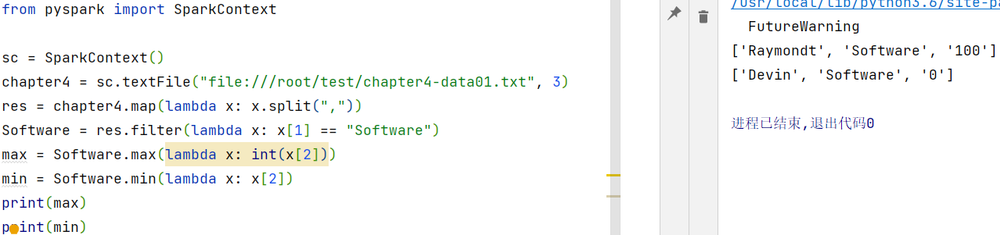 from pyspark import SparkContext
sc = SparkContext()
chapter4 = sc.textFile("file:///root/test/chapter4-data01.txt", 3)
res = chapter4.map(lambda x: x.split(","))
Software = res.filter(lambda x: x[1] == "Software")
max = Software.max(lambda x: int(x[2]))
min = Software.min(lambda x: x[2])
print(max)
print(min)
/usr/local/lib/python3.6/site-pa
FutureWarning
['Raymondt', 'Software', '100']
['Devin', 'Software', '0']
进程已结束,退出代码0